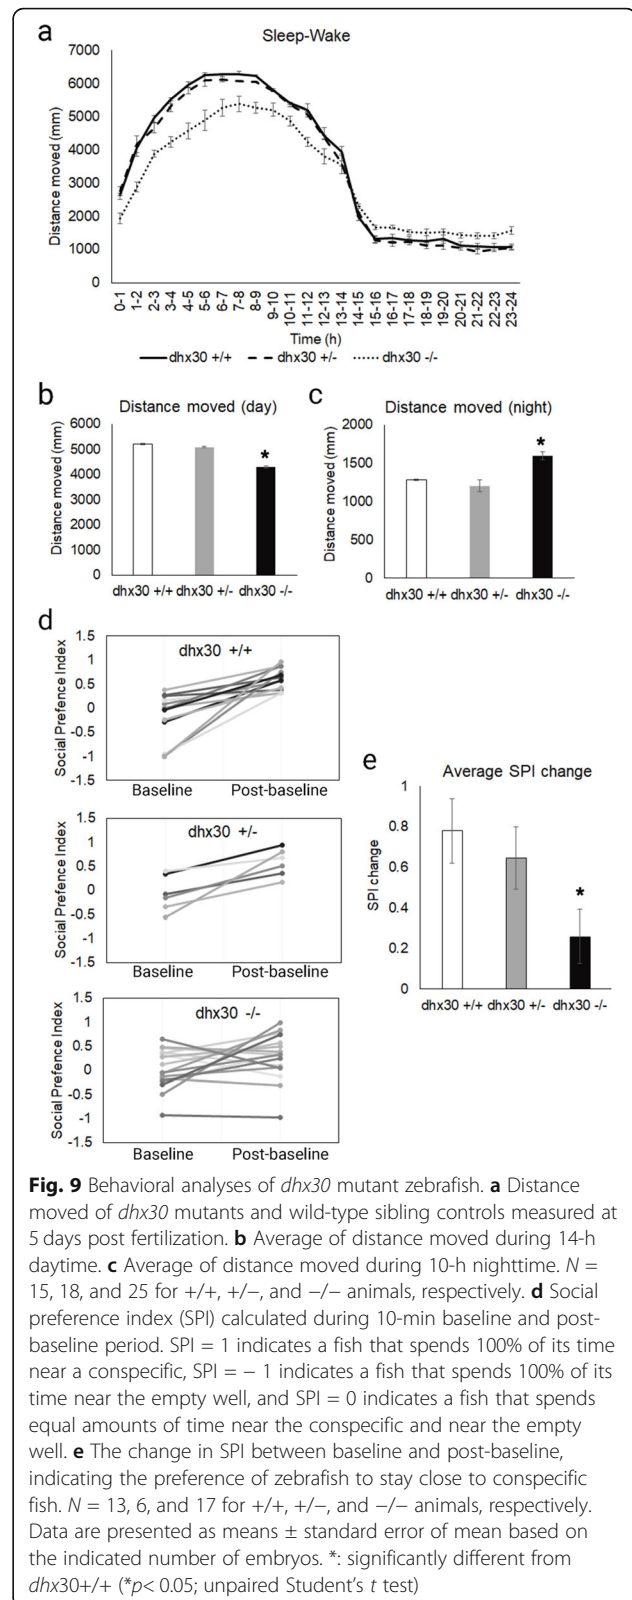 a
Sleep-Wake
7000
6000
5000
4000
3000
2000
1000
0
Distance moved (mm)
0-1
1-2
2-3
3-4
4-5
5-6
6-7
7-8
8-9
9-10
10-11
11-12
12-13
13-14
14-15
15-16
16-17
17-18
18-19
19-20
20-21
21-22
22-23
23-24
Time (h)
dhx30 +/+ dhx30 +/- dhx30 -/-
b
Distance moved (day)
6000
5000
4000
3000
2000
1000
0
Distance moved (mm)
*
dhx30 +/+ dhx30 +/- dhx30 -/-
c
Distance moved (night)
2000
1500
1000
500
0
Distance moved (mm)
*
dhx30 +/+ dhx30 +/- dhx30 -/-
d
1.5
1
0.5
0
-0.5
-1
-1.5
Social Prefence Index
dhx30 +/+
Baseline Post-baseline
1.5
1
0.5
0
-0.5
-1
-1.5
Social Prefence Index
dhx30 +/-
Baseline Post-baseline
1.5
1
0.5
0
-0.5
-1
-1.5
Social Prefence Index
dhx30 -/-
Baseline Post-baseline
e
Average SPI change
1
0.8
0.6
0.4
0.2
0
SPI change
*
dhx30 +/+ dhx30 +/- dhx30 -/-
Fig. 9 Behavioral analyses of dhx30 mutant zebrafish. a Distance
moved of dhx30 mutants and wild-type sibling controls measured at
5 days post fertilization. b Average of distance moved during 14-h
daytime. c Average of distance moved during 10-h nighttime. N =
15, 18, and 25 for +/+, +/−, and −/− animals, respectively. d Social
preference index (SPI) calculated during 10-min baseline and post-
baseline period. SPI = 1 indicates a fish that spends 100% of its time
near a conspecific, SPI = − 1 indicates a fish that spends 100% of its
time near the empty well, and SPI = 0 indicates a fish that spends
equal amounts of time near the conspecific and near the empty
well. e The change in SPI between baseline and post-baseline,
indicating the preference of zebrafish to stay close to conspecific
fish. N = 13, 6, and 17 for +/+, +/−, and −/− animals, respectively.
Data are presented as means ± standard error of mean based on
the indicated number of embryos. *: significantly different from
dhx30+/+ (*p< 0.05; unpaired Student's t test)